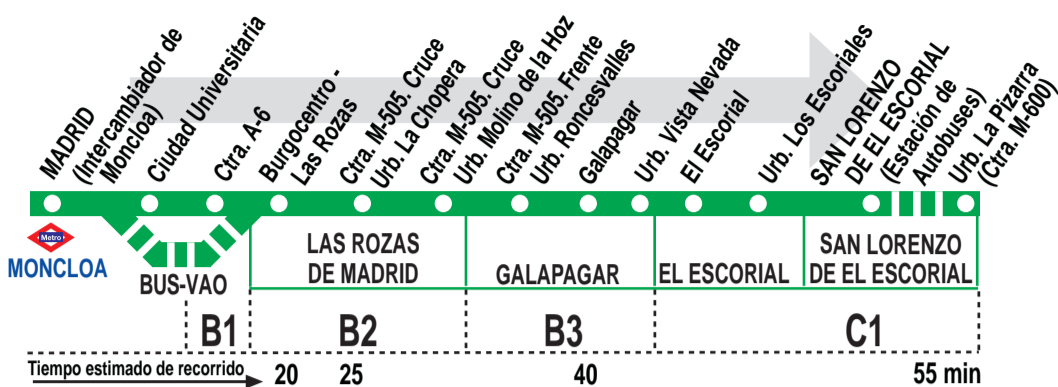 MADRID
(Intercambiador de
Moncloa)
Ciudad Universitaria
Ctra. A-6
Burgocentro -
Las Rozas
Ctra. M-505. Cruce
Urb. La Chopera
Ctra. M-505. Cruce
Urb. Molino de la Hoz
Ctra. M-505. Frente
Urb. Roncesvalles
Galapagar
Urb. Vista Nevada
El Escorial
Urb. Los Escoriales
SAN LORENZO
DE EL ESCORIAL
(Estación de
Autobuses)
Urb. La Pizarra
(Ctra. M-600)
Metro
MONCLOA
BUS-VAO
LAS ROZAS
DE MADRID
GALAPAGAR
EL ESCORIAL
SAN LORENZO
DE EL ESCORIAL
B1 B2 B3 C1
Tiempo estimado de recorrido 20 25 40 55 min